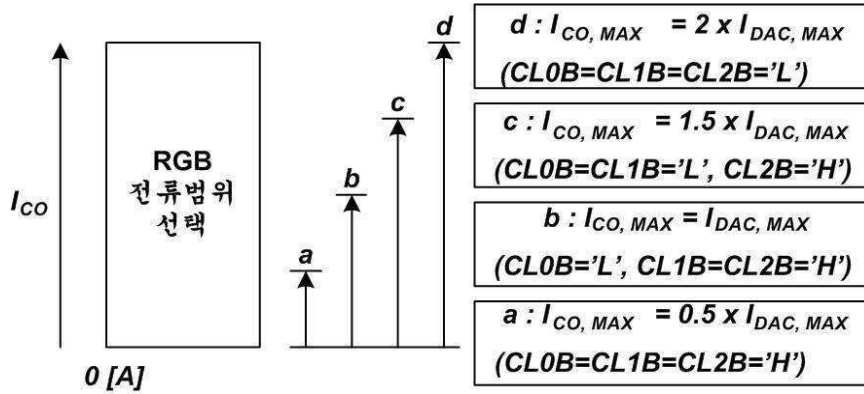 I_CO
RGB
전류범위
선택
0 [A]
a
b
c
d
d : I_CO, MAX = 2 x I_DAC, MAX
(CL0B=CL1B=CL2B='L')
c : I_CO, MAX = 1.5 x I_DAC, MAX
(CL0B=CL1B='L', CL2B='H')
b : I_CO, MAX = I_DAC, MAX
(CL0B='L', CL1B=CL2B='H')
a : I_CO, MAX = 0.5 x I_DAC, MAX
(CL0B=CL1B=CL2B='H')